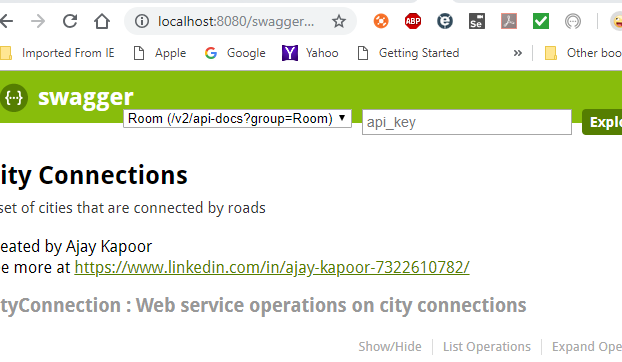 localhost:8080/swagger...
ABP
Se
Imported From IE Apple Google Yahoo Getting Started » Other boo
{··} swagger
Room (/v2/api-docs?group=Room) api_key Explo
ity Connections
set of cities that are connected by roads
eated by Ajay Kapoor
e more at https://www.linkedin.com/in/ajay-kapoor-7322610782/
tyConnection : Web service operations on city connections
Show/Hide List Operations Expand Ope